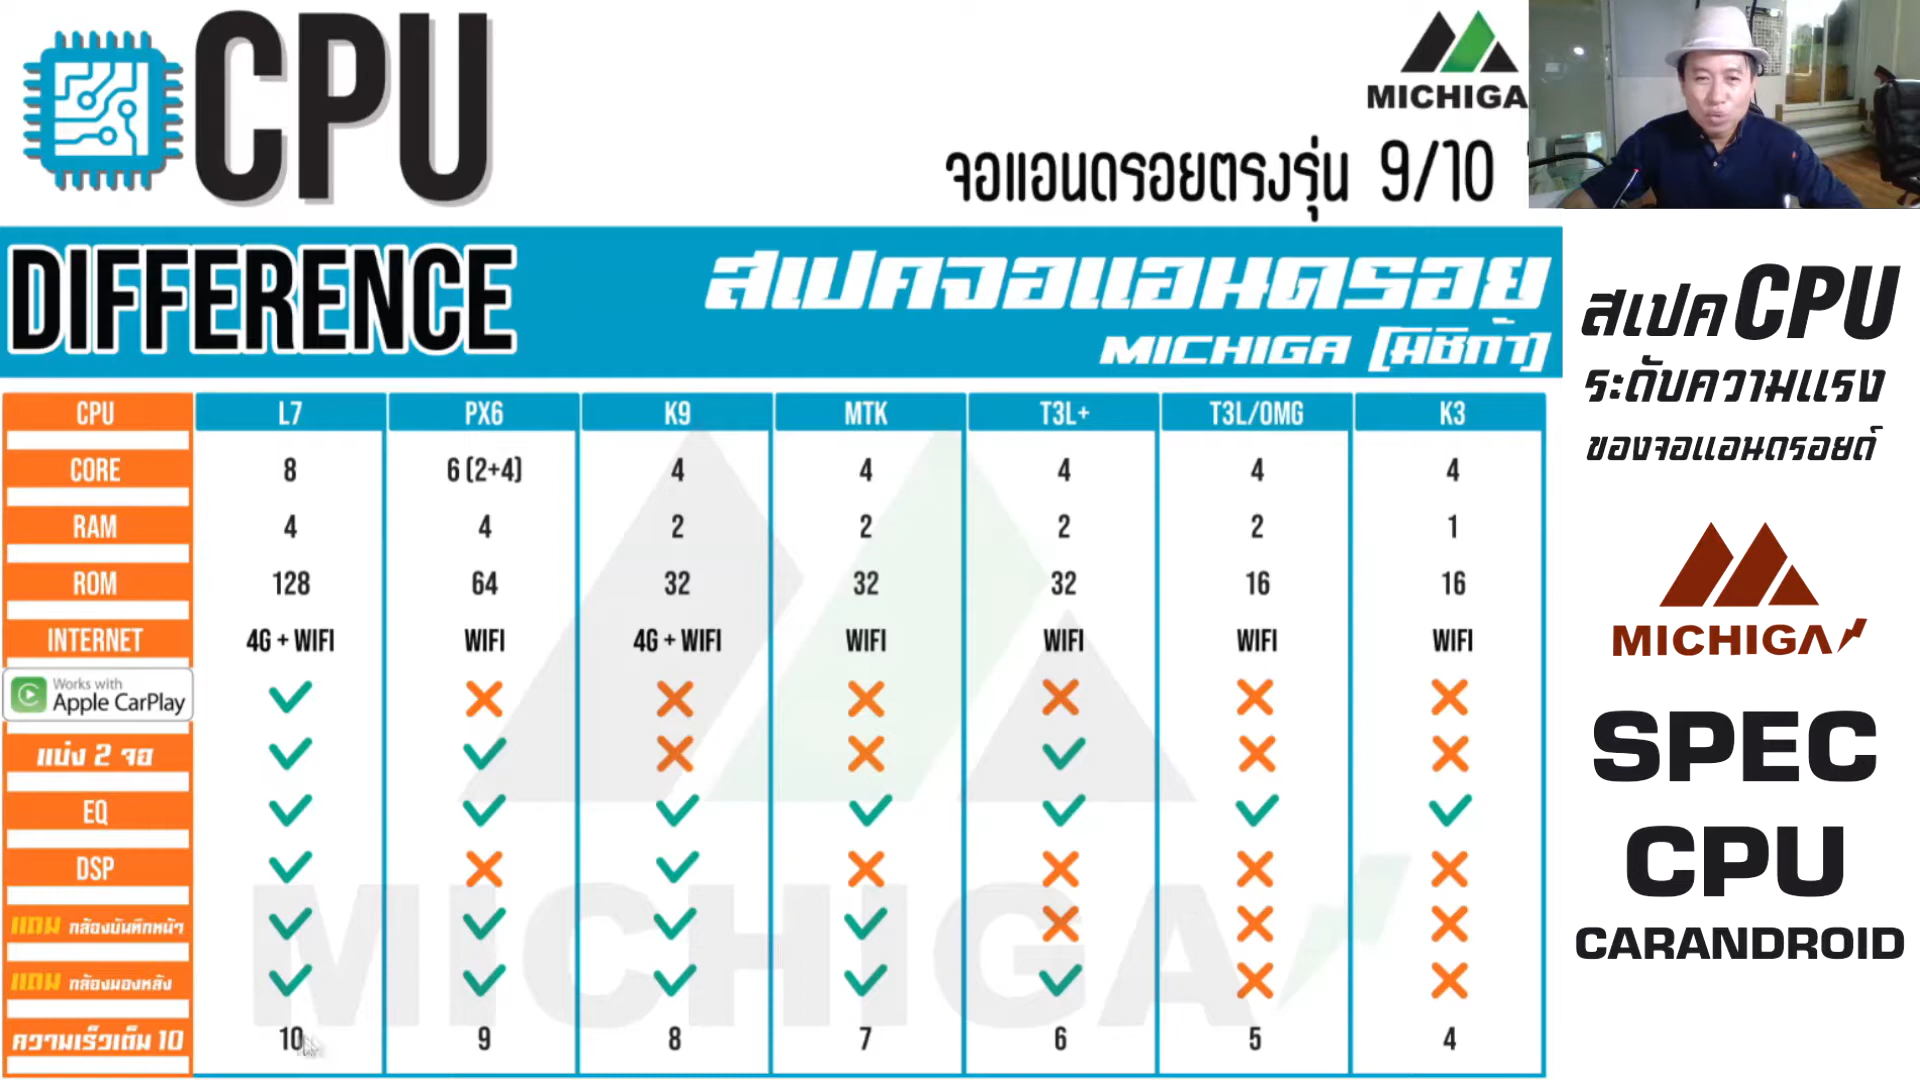 CPU
MICHIGA
จอแอนดรอยตรงรุ่น 9/10
DIFFERENCE
สเปคจอแอนดรอย
MICHIGA [มิชิก้า]
CPU L7 PX6 K9 MTK T3L+ T3L/OMG K3
CORE 8 6 (2+4) 4 4 4 4 4
RAM 4 4 2 2 2 2 1
ROM 128 64 32 32 32 16 16
INTERNET 4G + WIFI WIFI 4G + WIFI WIFI WIFI WIFI WIFI
Works with
Apple CarPlay
แบ่ง 2 จอ
EQ
DSP
แถม กล้องบันทึกหน้า
แถม กล้องมองหลัง
ความเร็วเต็ม 10 10 9 8 7 6 5 4
MICHIGA
สเปค CPU
ระดับความแรง
ของจอแอนดรอยด์
MICHIGA
SPEC
CPU
CARANDROID